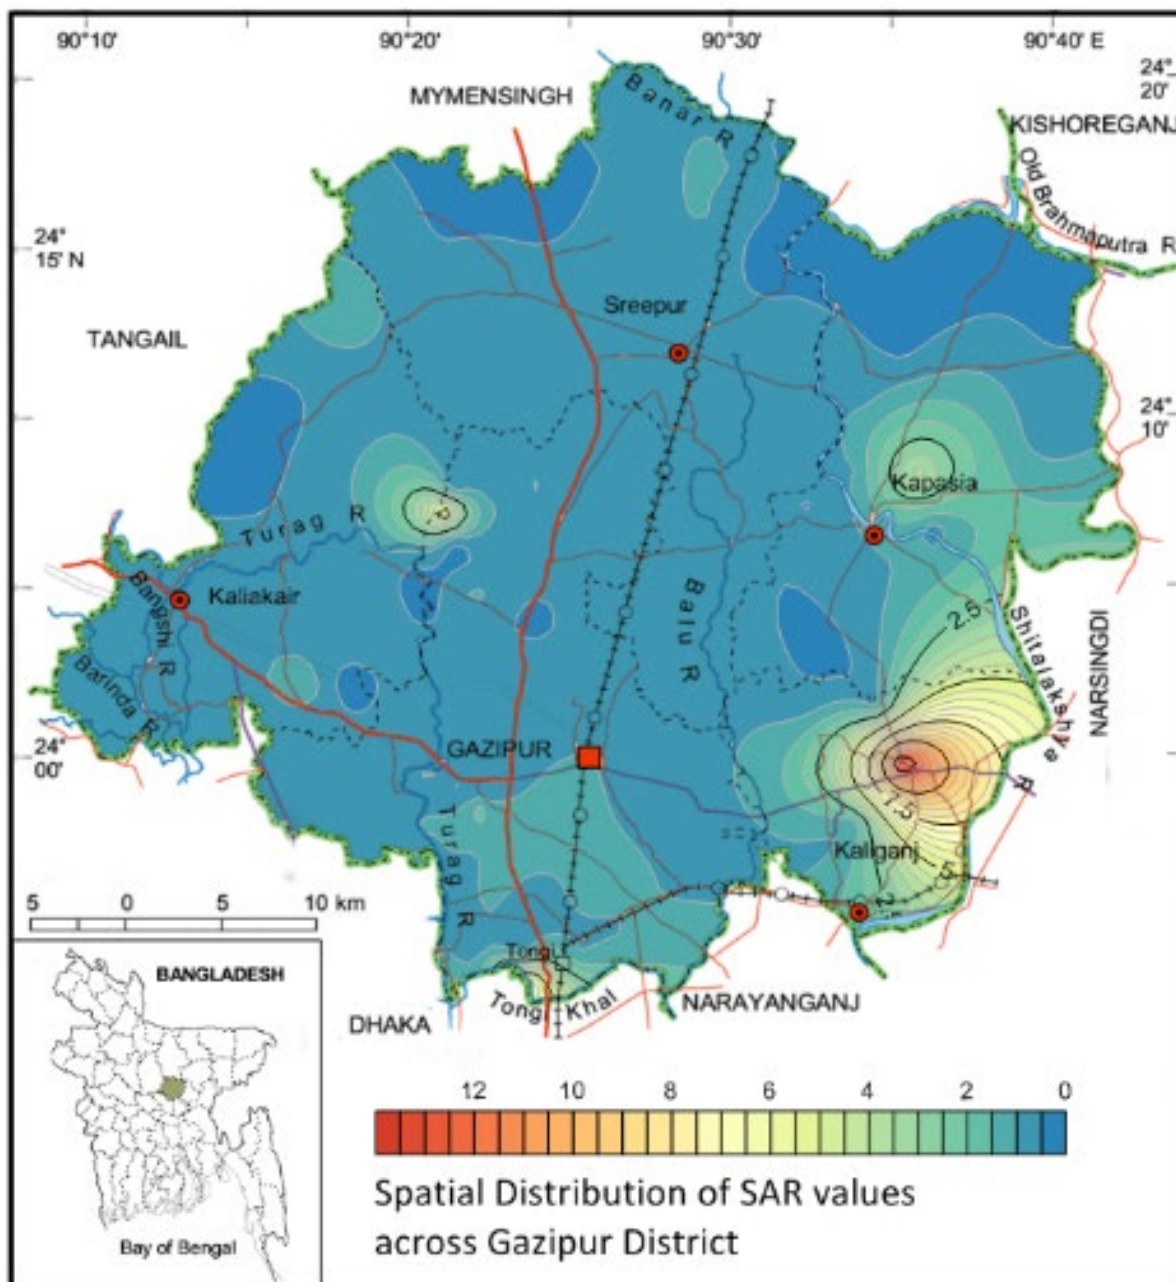 90°10'
90°20'
90°30'
90°40' E
24°
20'
MYMENSINGH
Banar R
KISHOREGANJ
Old Brahmaputra R
24°
15' N
Sreepur
TANGAIL
24°
10'
Kapasia
Turag R
Kaliakair
Bangshi R
Barinda R
Balu R
2.5
Shitalakshya
R
NARSINGDI
24°
00'
GAZIPUR
1.5
Kaliganj
Turag R
5
2
5 0 5 10 km
Tongi
Tongi Khal
DHAKA
NARAYANGANJ
BANGLADESH
Bay of Bengal
12 10 8 6 4 2 0
Spatial Distribution of SAR values
across Gazipur District